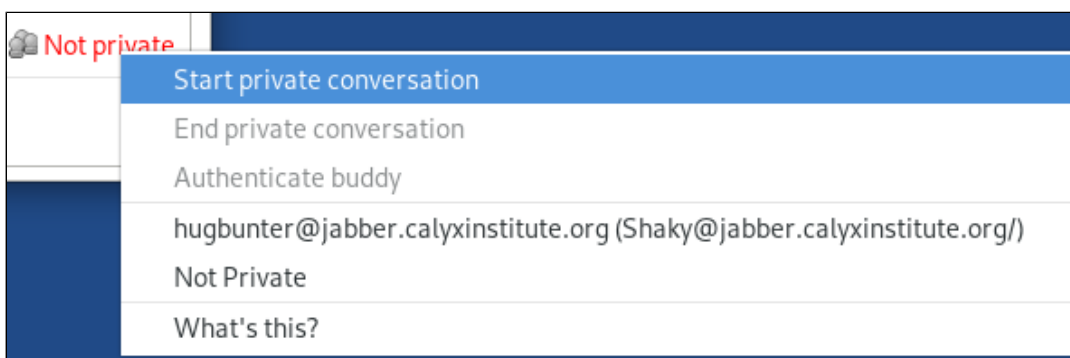 Not private
Start private conversation
End private conversation
Authenticate buddy
hugbunter@jabber.calyxinstitute.org (Shaky@jabber.calyxinstitute.org/)
Not Private
What's this?